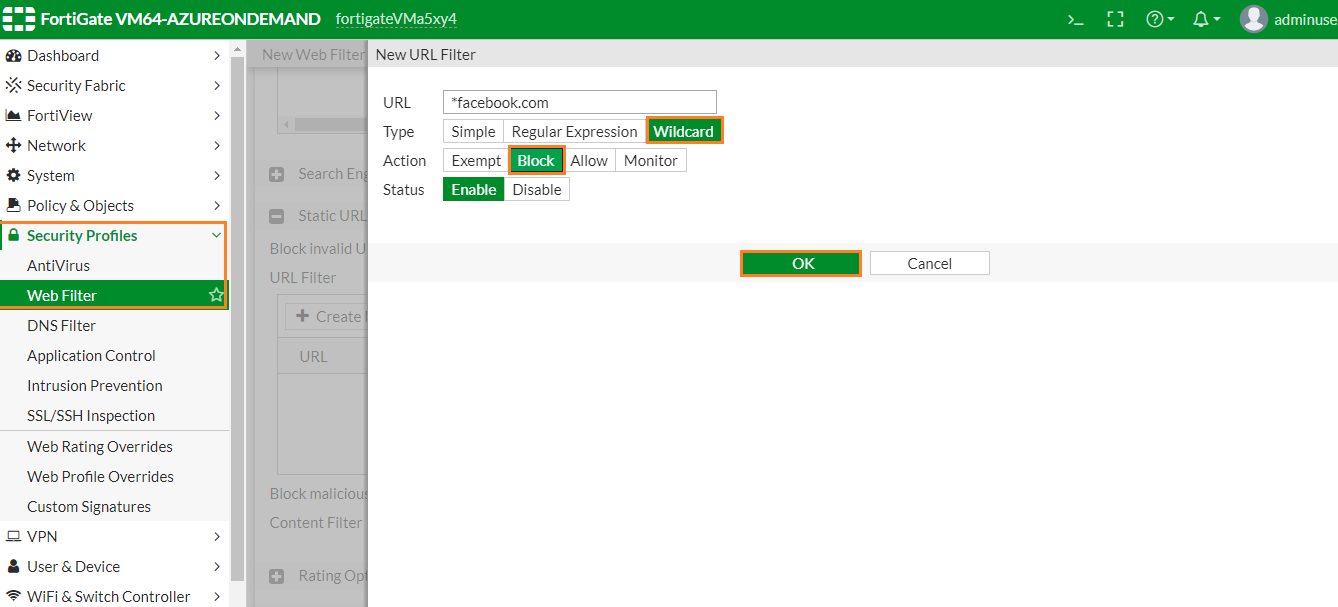 FortiGate VM64-AZUREONDEMAND fortigateVMa5xy4 >_ adminuse
Dashboard
Security Fabric
FortiView
Network
System
Policy & Objects
Security Profiles
AntiVirus
Web Filter
DNS Filter
Application Control
Intrusion Prevention
SSL/SSH Inspection
Web Rating Overrides
Web Profile Overrides
Custom Signatures
VPN
User & Device
WiFi & Switch Controller
New Web Filter
Search Eng
Static URL
Block invalid U
URL Filter
Create
URL
Block malicious
Content Filter
Rating Opt
New URL Filter
URL *facebook.com
Type Simple Regular Expression Wildcard
Action Exempt Block Allow Monitor
Status Enable Disable
OK Cancel